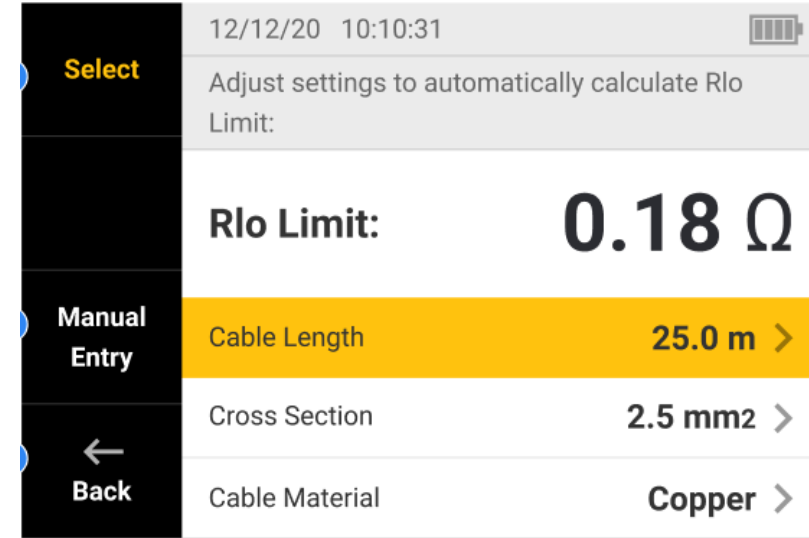 Select
Manual
Entry
←
Back
12/12/20 10:10:31
Adjust settings to automatically calculate Rlo
Limit:
Rlo Limit: 0.18 Ω
Cable Length 25.0 m >
Cross Section 2.5 mm2 >
Cable Material Copper >